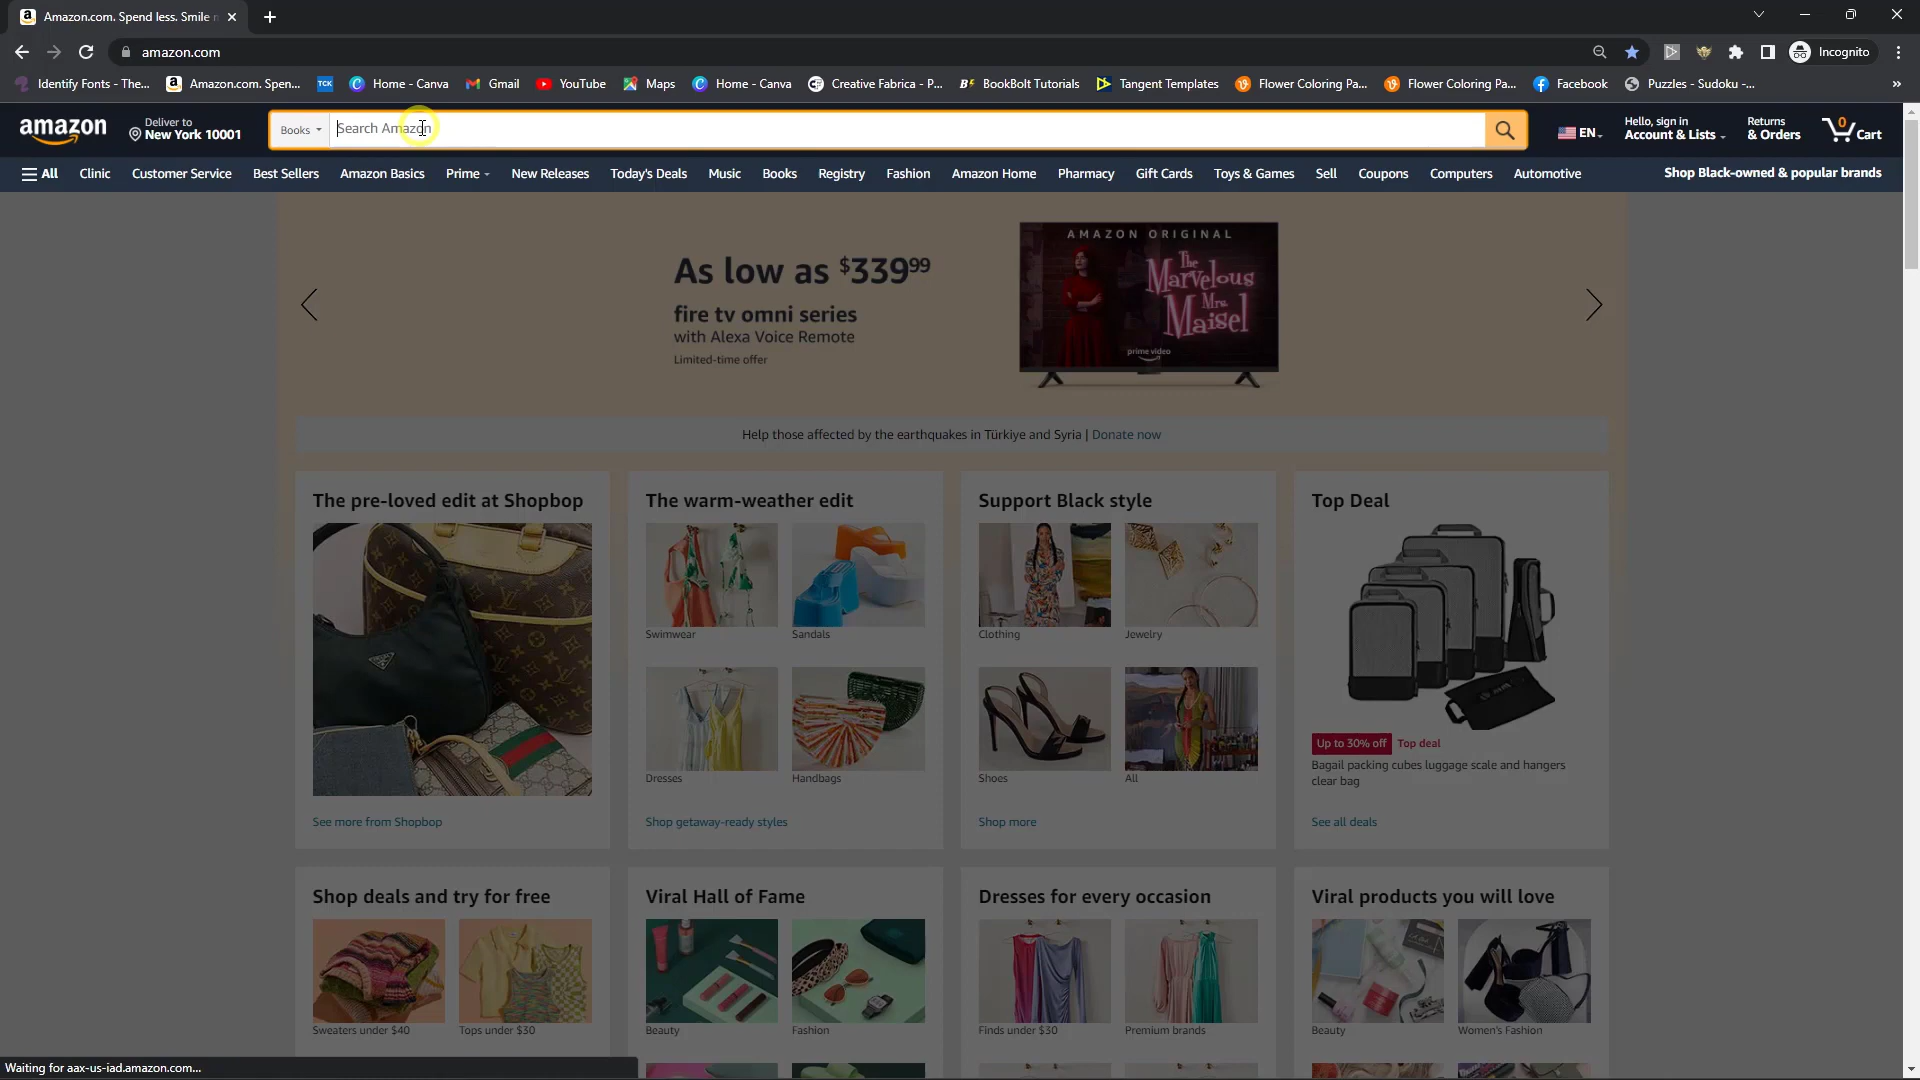 Amazon.com. Spend less. Smile
amazon.com
Incognito
Identify Fonts - The...
Amazon.com. Spen...
TCK
Home - Canva
Gmail
YouTube
Maps
Home - Canva
Creative Fabrica - P...
BookBolt Tutorials
Tangent Templates
Flower Coloring Pa...
Flower Coloring Pa...
Facebook
Puzzles - Sudoku -...
amazon
Deliver to
New York 10001
Books
Search Amazon
EN
Hello, sign in
Account & Lists
Returns
& Orders
0
Cart
All
Clinic
Customer Service
Best Sellers
Amazon Basics
Prime
New Releases
Today's Deals
Music
Books
Registry
Fashion
Amazon Home
Pharmacy
Gift Cards
Toys & Games
Sell
Coupons
Computers
Automotive
Shop Black-owned & popular brands
As low as $339⁹⁹
fire tv omni series
with Alexa Voice Remote
Limited-time offer
AMAZON ORIGINAL
The
Marvelous
Mrs.
Maisel
prime video
Help those affected by the earthquakes in Türkiye and Syria | Donate now
The pre-loved edit at Shopbop
See more from Shopbop
The warm-weather edit
Swimwear
Sandals
Dresses
Handbags
Shop getaway-ready styles
Support Black style
Clothing
Jewelry
Shoes
All
Shop more
Top Deal
Up to 30% off
Top deal
Bagail packing cubes luggage scale and hangers
clear bag
See all deals
Shop deals and try for free
Sweaters under $40
Tops under $30
Viral Hall of Fame
Beauty
Fashion
Dresses for every occasion
Finds under $30
Premium brands
Viral products you will love
Beauty
Women's Fashion
Waiting for aax-us-iad.amazon.com...